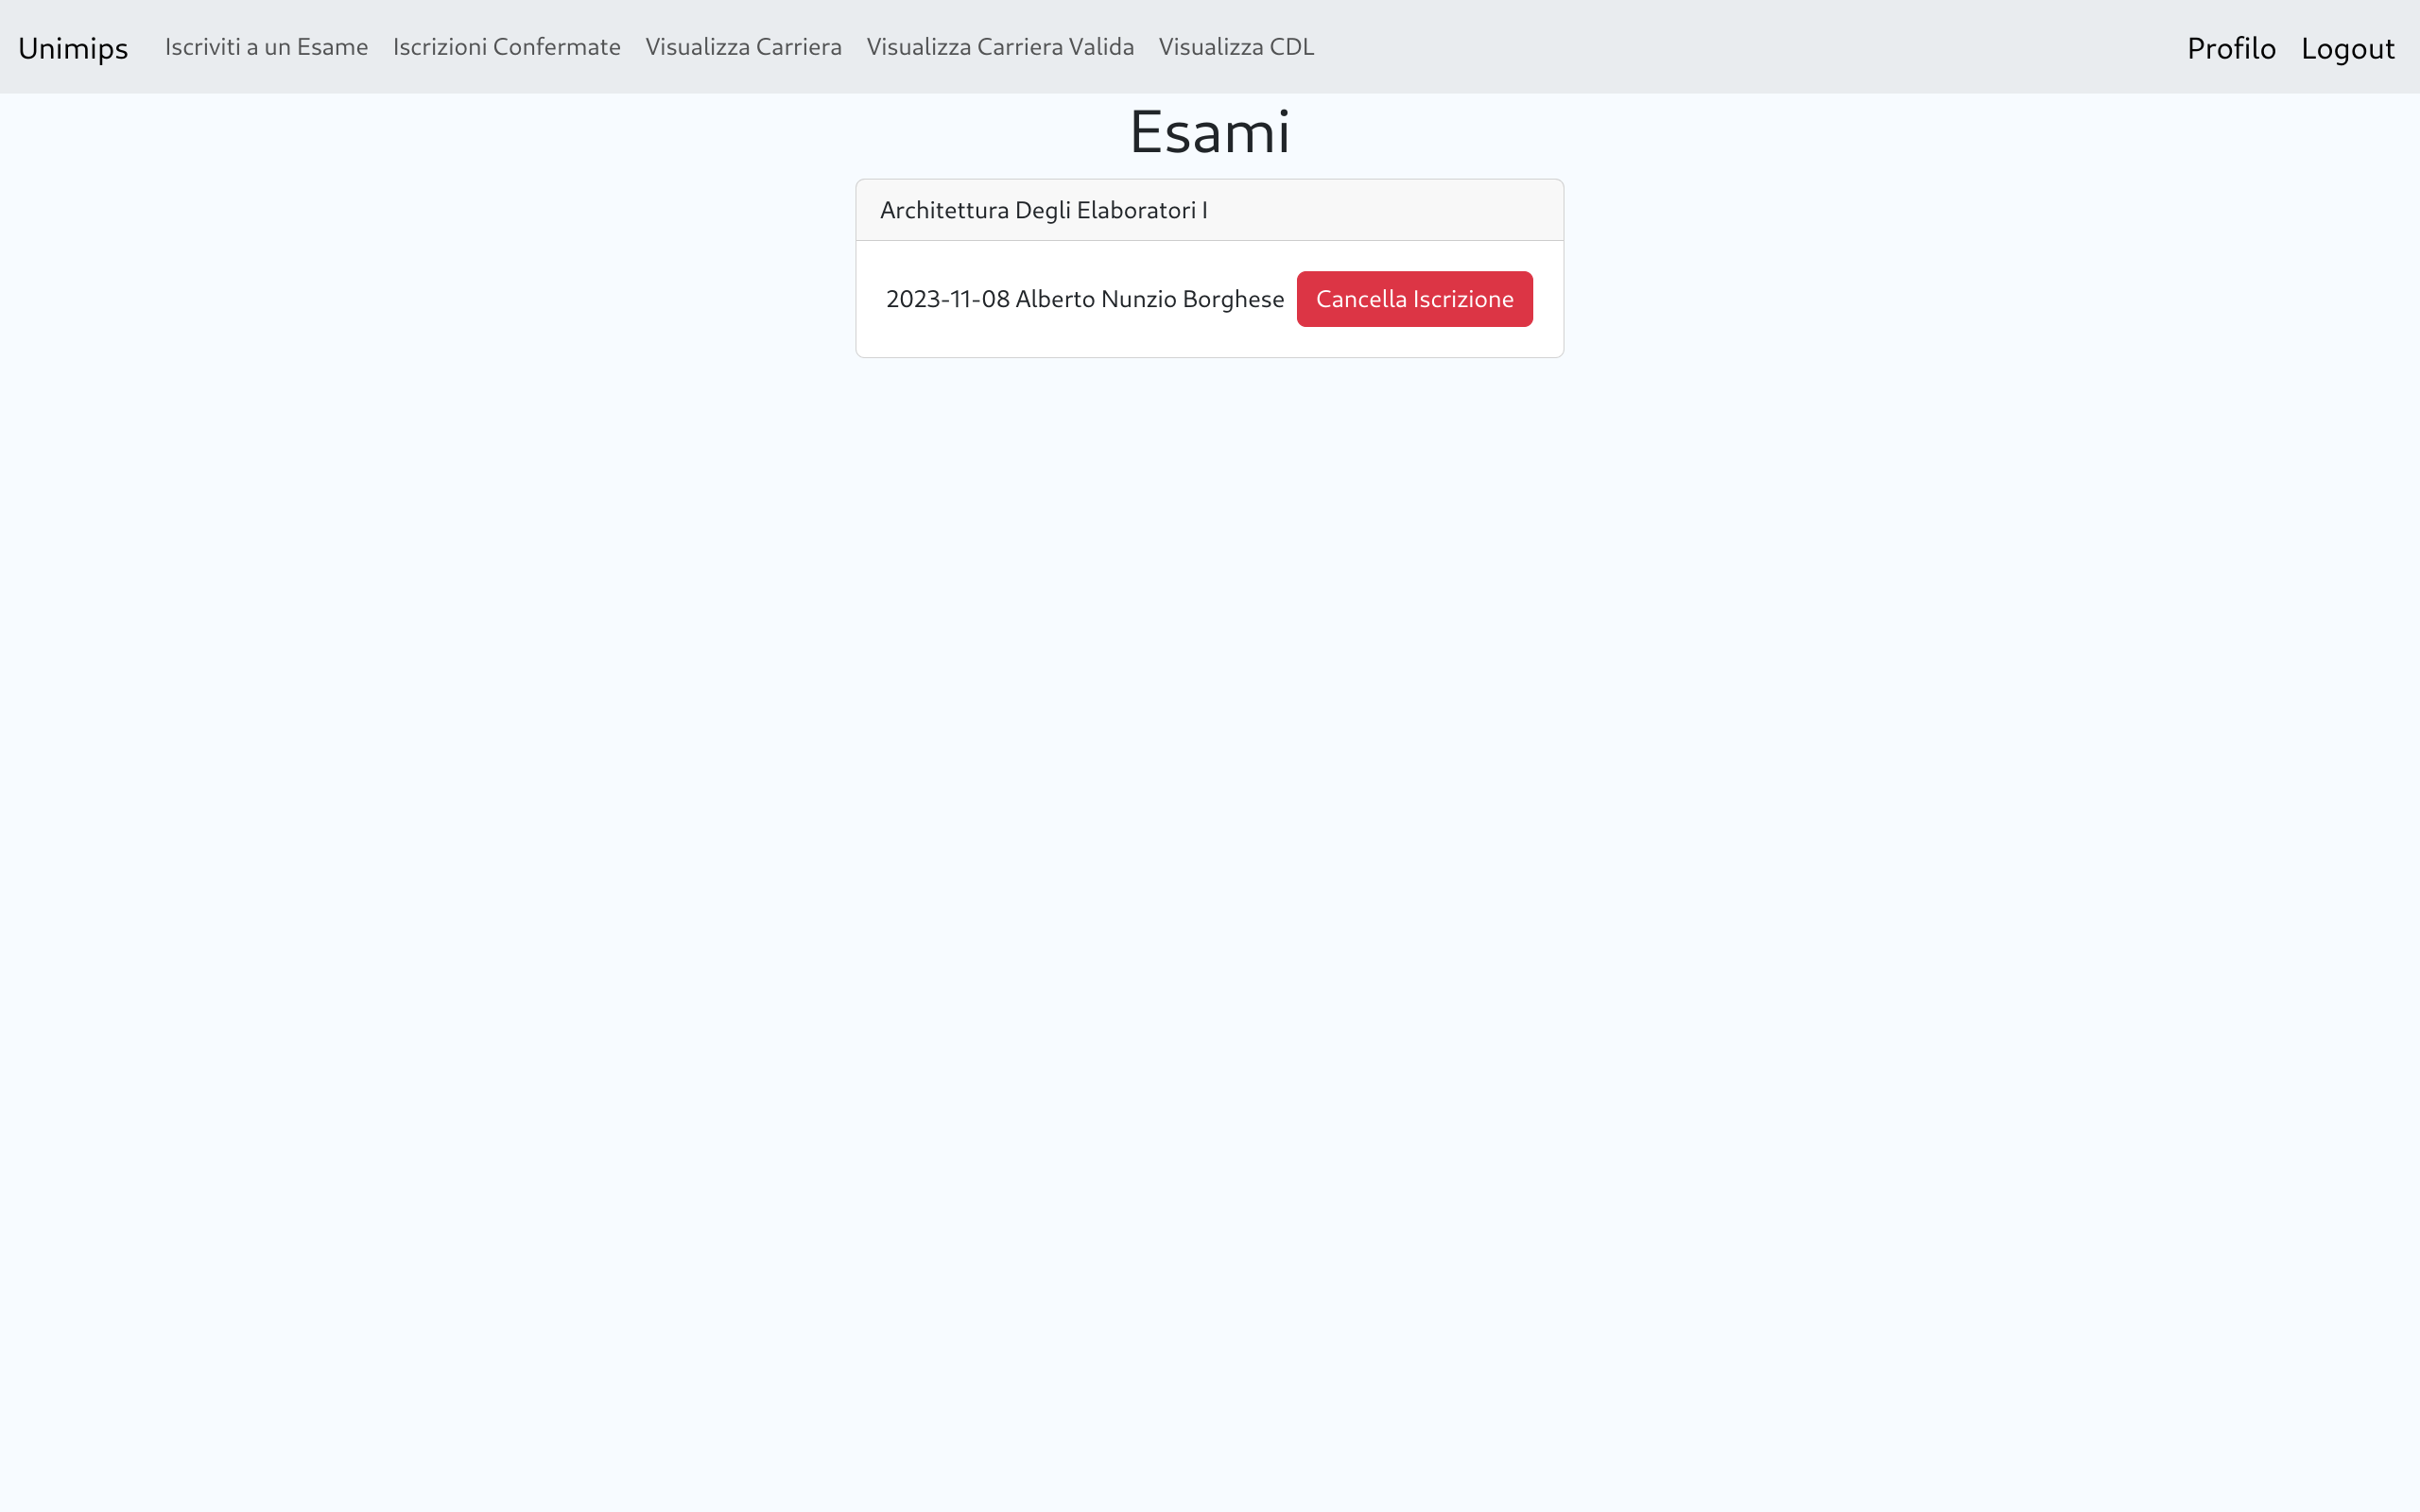 Unimips Iscriviti a un Esame Iscrizioni Confermate Visualizza Carriera Visualizza Carriera Valida Visualizza CDL Profilo Logout
Esami
Architettura Degli Elaboratori I
2023-11-08 Alberto Nunzio Borghese Cancella Iscrizione